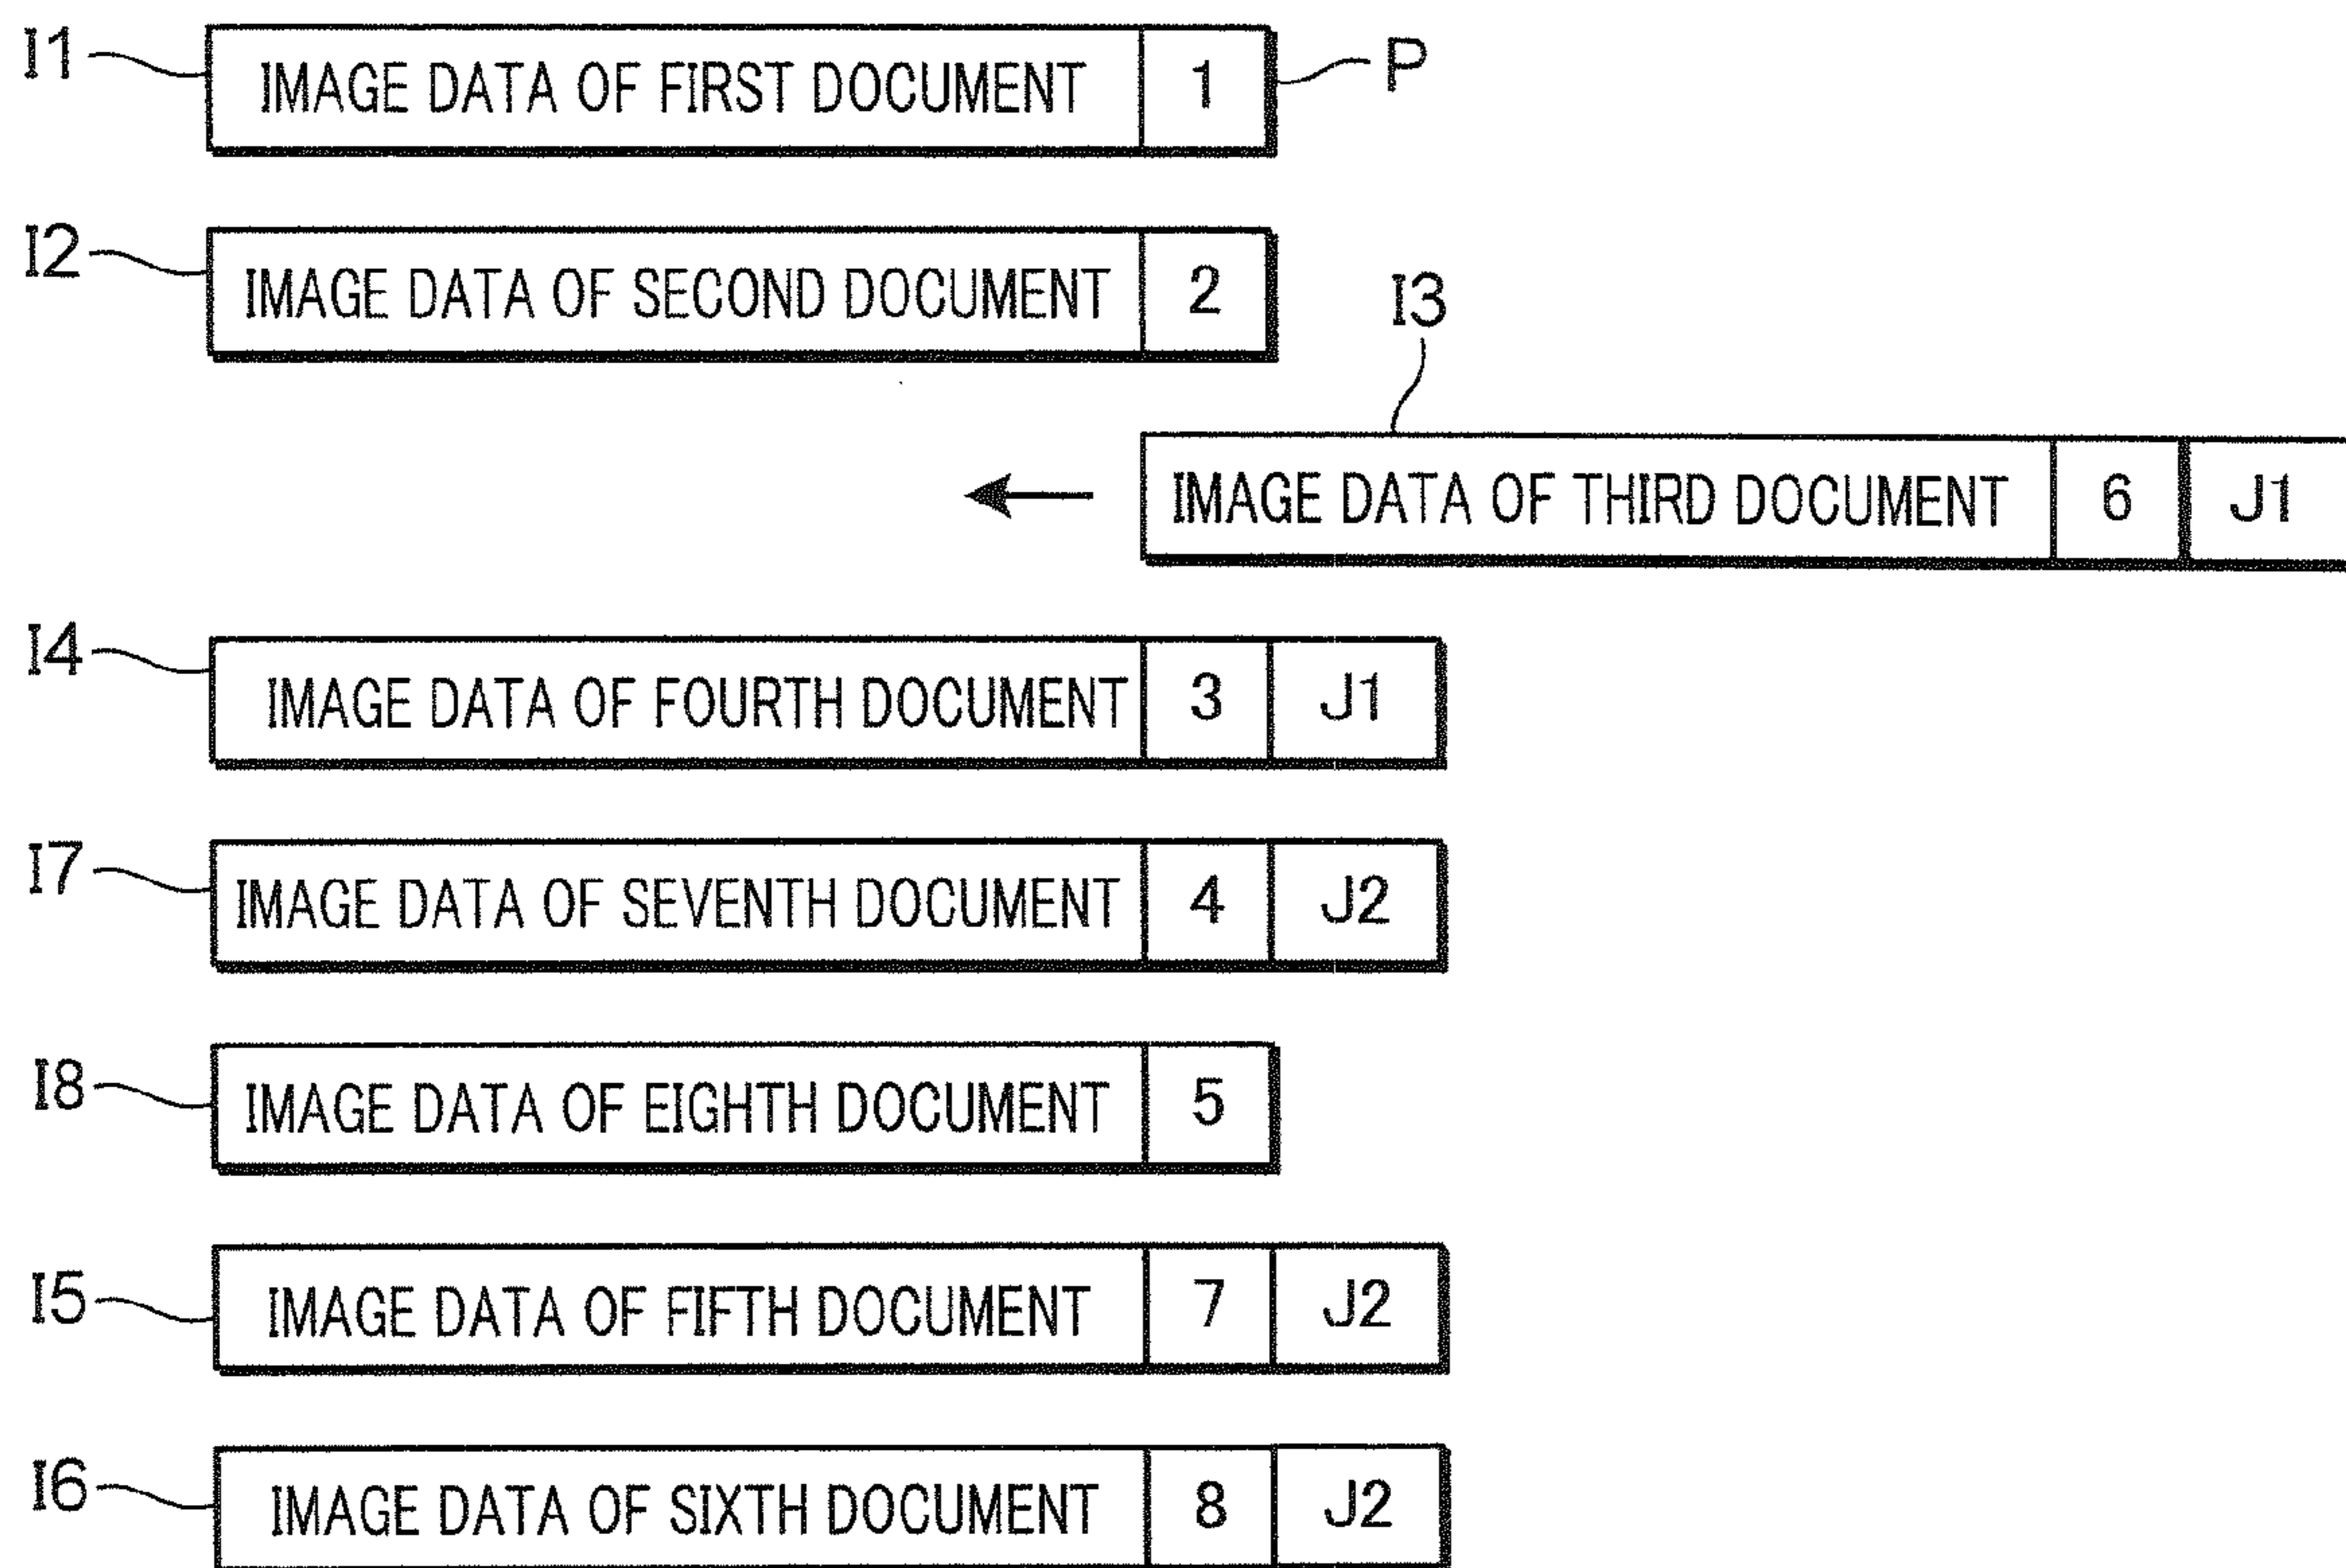 I1 IMAGE DATA OF FIRST DOCUMENT 1 P
I2 IMAGE DATA OF SECOND DOCUMENT 2
I3
IMAGE DATA OF THIRD DOCUMENT 6 J1
I4 IMAGE DATA OF FOURTH DOCUMENT 3 J1
I7 IMAGE DATA OF SEVENTH DOCUMENT 4 J2
I8 IMAGE DATA OF EIGHTH DOCUMENT 5
I5 IMAGE DATA OF FIFTH DOCUMENT 7 J2
I6 IMAGE DATA OF SIXTH DOCUMENT 8 J2